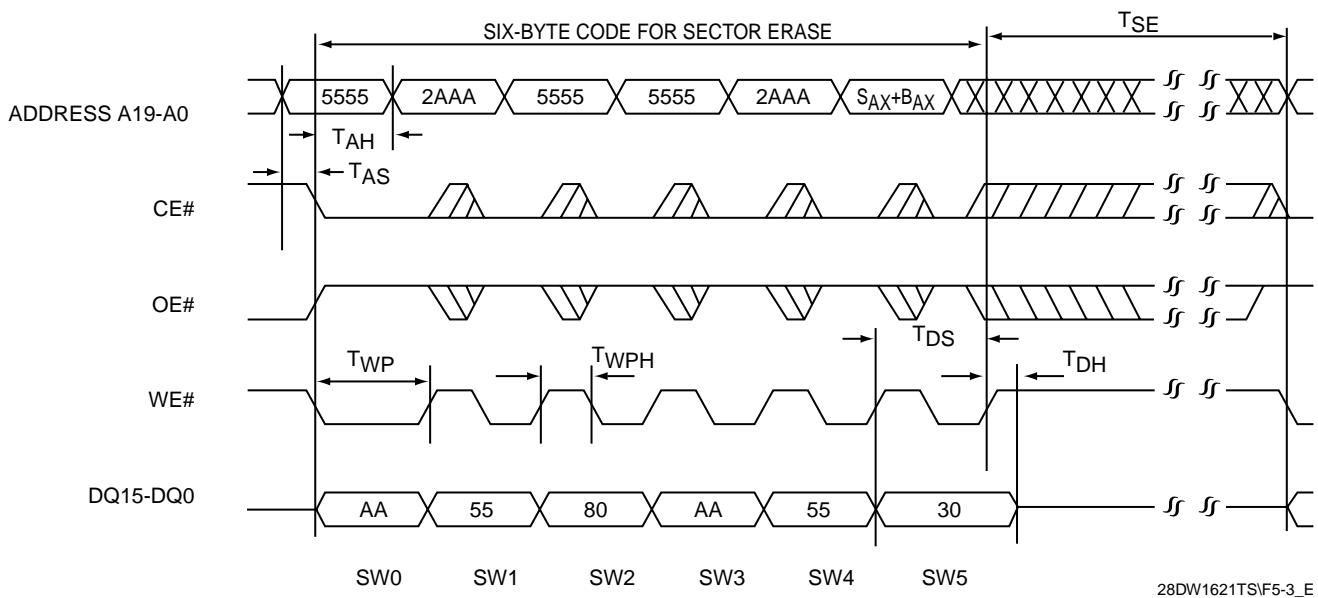 SIX-BYTE CODE FOR SECTOR ERASE
TSE
ADDRESS A19-A0
5555 2AAA 5555 5555 2AAA SAX+BAX
TAH
TAS
CE#
OE#
TDS
TWP
TWPH
TDH
WE#
DQ15-DQ0
AA 55 80 AA 55 30
SW0 SW1 SW2 SW3 SW4 SW5
28DW1621TS\F5-3_E